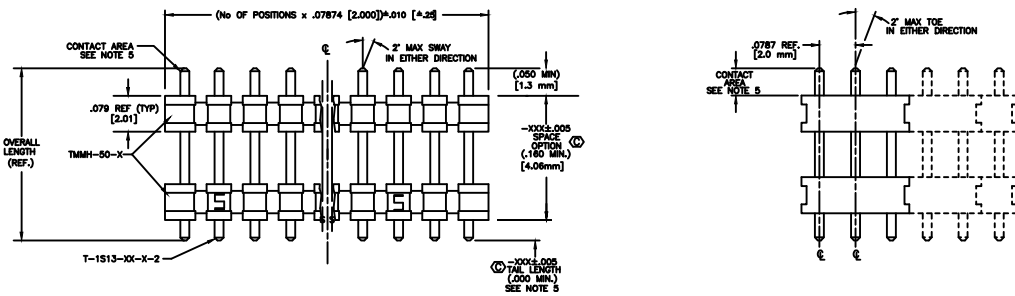 (No OF POSITIONS x .07874 [2.000])±.010 [±.25]
CONTACT AREA
SEE NOTE 5
℄
2° MAX SWAY
IN EITHER DIRECTION
(.050 MIN)
[1.3 mm]
.079 REF (TYP)
[2.01]
OVERALL
LENGTH
(REF.)
TMMH-50-X
-XXX±.005
SPACE
OPTION
(.160 MIN.)
[4.06mm]
C
S
S
S S
T-1S13-XX-X-2
C
-XXX±.005
TAIL LENGTH
(.000 MIN.)
SEE NOTE 5
2° MAX TOE
IN EITHER DIRECTION
.0787 REF.
[2.0 mm]
CONTACT
AREA
SEE NOTE 5
℄ ℄